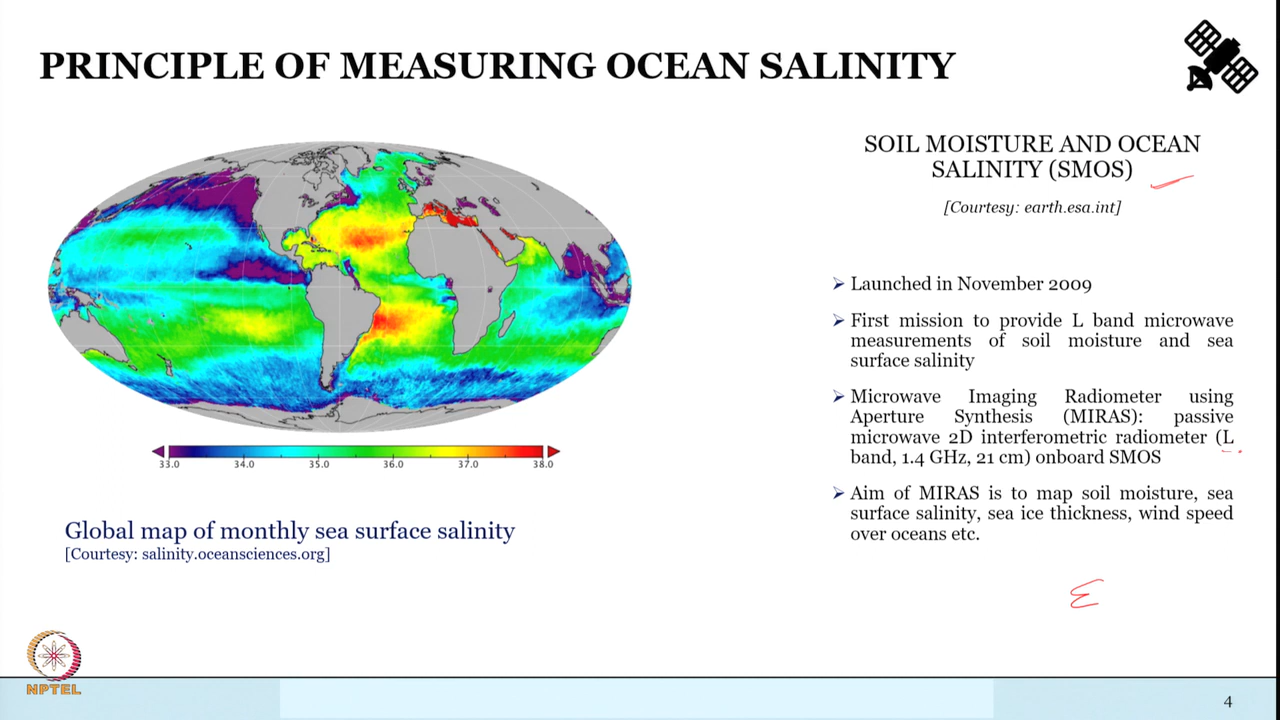 PRINCIPLE OF MEASURING OCEAN SALINITY
33.0 34.0 35.0 36.0 37.0 38.0
Global map of monthly sea surface salinity
[Courtesy: salinity.oceansciences.org]
SOIL MOISTURE AND OCEAN
SALINITY (SMOS)
[Courtesy: earth.esa.int]
➢ Launched in November 2009
➢ First mission to provide L band microwave
measurements of soil moisture and sea
surface salinity
➢ Microwave Imaging Radiometer using
Aperture Synthesis (MIRAS): passive
microwave 2D interferometric radiometer (L
band, 1.4 GHz, 21 cm) onboard SMOS
➢ Aim of MIRAS is to map soil moisture, sea
surface salinity, sea ice thickness, wind speed
over oceans etc.
ε
NPTEL
4